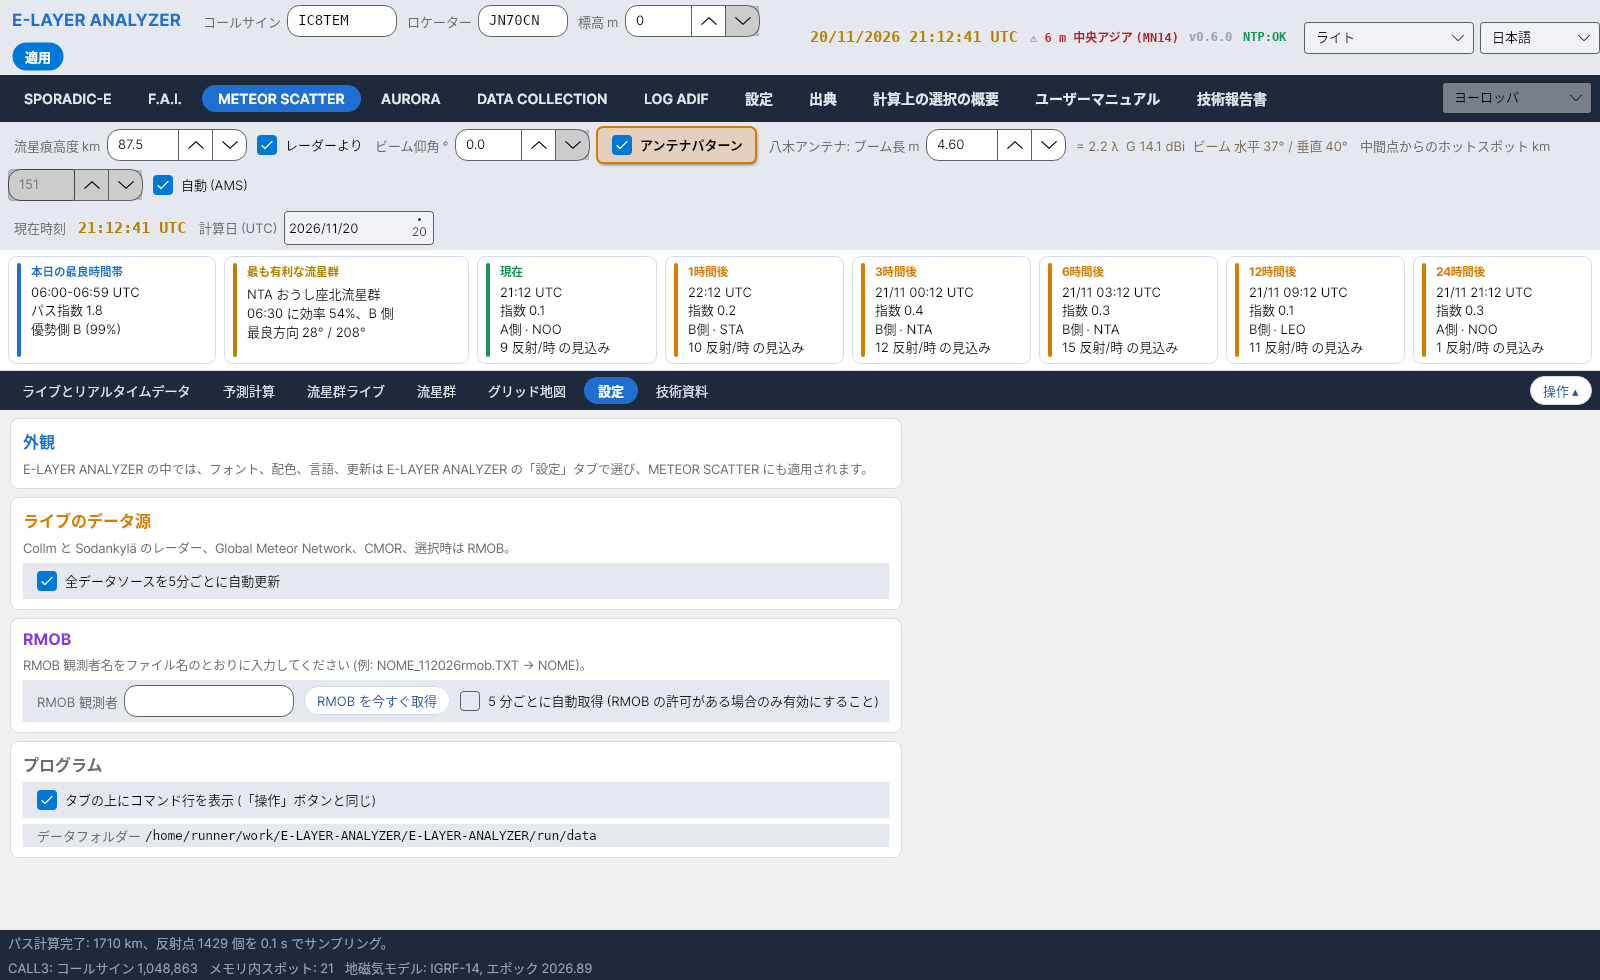 E-LAYER ANALYZER コールサイン IC8TEM ロケーター JN70CN 標高 m 0
適用
20/11/2026 21:12:41 UTC ⚠ 6 m 中央アジア (MN14) v0.6.0 NTP:OK ライト 日本語
SPORADIC-E F.A.I. METEOR SCATTER AURORA DATA COLLECTION LOG ADIF 設定 出典 計算上の選択の概要 ユーザーマニュアル 技術報告書 ヨーロッパ
流星痕高度 km 87.5 レーダーより ビーム仰角 ° 0.0 アンテナパターン 八木アンテナ: ブーム長 m 4.60 = 2.2 λ G 14.1 dBi ビーム 水平 37° / 垂直 40° 中間点からのホットスポット km
151 自動 (AMS)
現在時刻 21:12:41 UTC 計算日 (UTC) 2026/11/20 20
本日の最良時間帯
06:00-06:59 UTC
パス指数 1.8
優勢側 B (99%)
最も有利な流星群
NTA おうし座北流星群
06:30 に効率 54%、B 側
最良方向 28° / 208°
現在
21:12 UTC
指数 0.1
A側 · NOO
9 反射/時 の見込み
1時間後
22:12 UTC
指数 0.2
B側 · STA
10 反射/時 の見込み
3時間後
21/11 00:12 UTC
指数 0.4
B側 · NTA
12 反射/時 の見込み
6時間後
21/11 03:12 UTC
指数 0.3
B側 · NTA
15 反射/時 の見込み
12時間後
21/11 09:12 UTC
指数 0.1
B側 · LEO
11 反射/時 の見込み
24時間後
21/11 21:12 UTC
指数 0.3
A側 · NOO
1 反射/時 の見込み
ライブとリアルタイムデータ 予測計算 流星群ライブ 流星群 グリッド地図 設定 技術資料 操作 ▴
外観
E-LAYER ANALYZER の中では、フォント、配色、言語、更新は E-LAYER ANALYZER の「設定」タブで選び、METEOR SCATTER にも適用されます。
ライブのデータ源
Collm と Sodankylä のレーダー、Global Meteor Network、CMOR、選択時は RMOB。
全データソースを5分ごとに自動更新
RMOB
RMOB 観測者名をファイル名のとおりに入力してください (例: NOME_112026rmob.TXT → NOME)。
RMOB 観測者 RMOB を今すぐ取得 5 分ごとに自動取得 (RMOB の許可がある場合のみ有効にすること)
プログラム
タブの上にコマンド行を表示 (「操作」ボタンと同じ)
データフォルダー /home/runner/work/E-LAYER-ANALYZER/E-LAYER-ANALYZER/run/data
パス計算完了: 1710 km、反射点 1429 個を 0.1 s でサンプリング。
CALL3: コールサイン 1,048,863 メモリ内スポット: 21 地磁気モデル: IGRF-14, エポック 2026.89